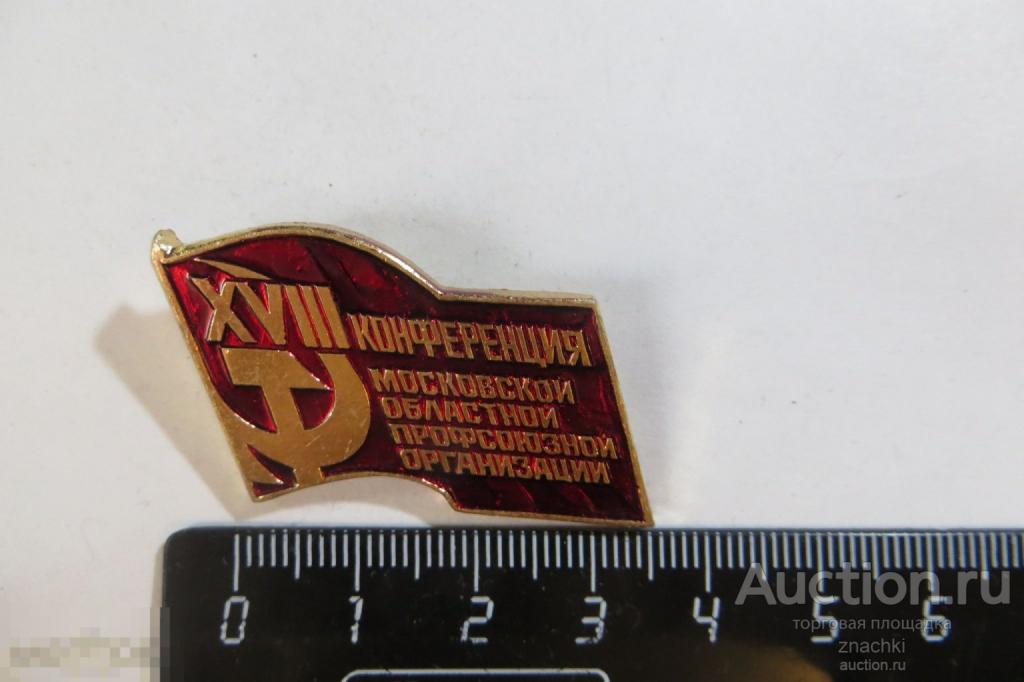 XVIII
КОНФЕРЕНЦИЯ
МОСКОВСКОЙ
ОБЛАСТНОЙ
ПРОФСОЮЗНОЙ
ОРГАНИЗАЦИИ
0 1 2 3 4 5 6
Auction.ru
торговая площадка
znachki
auction.ru